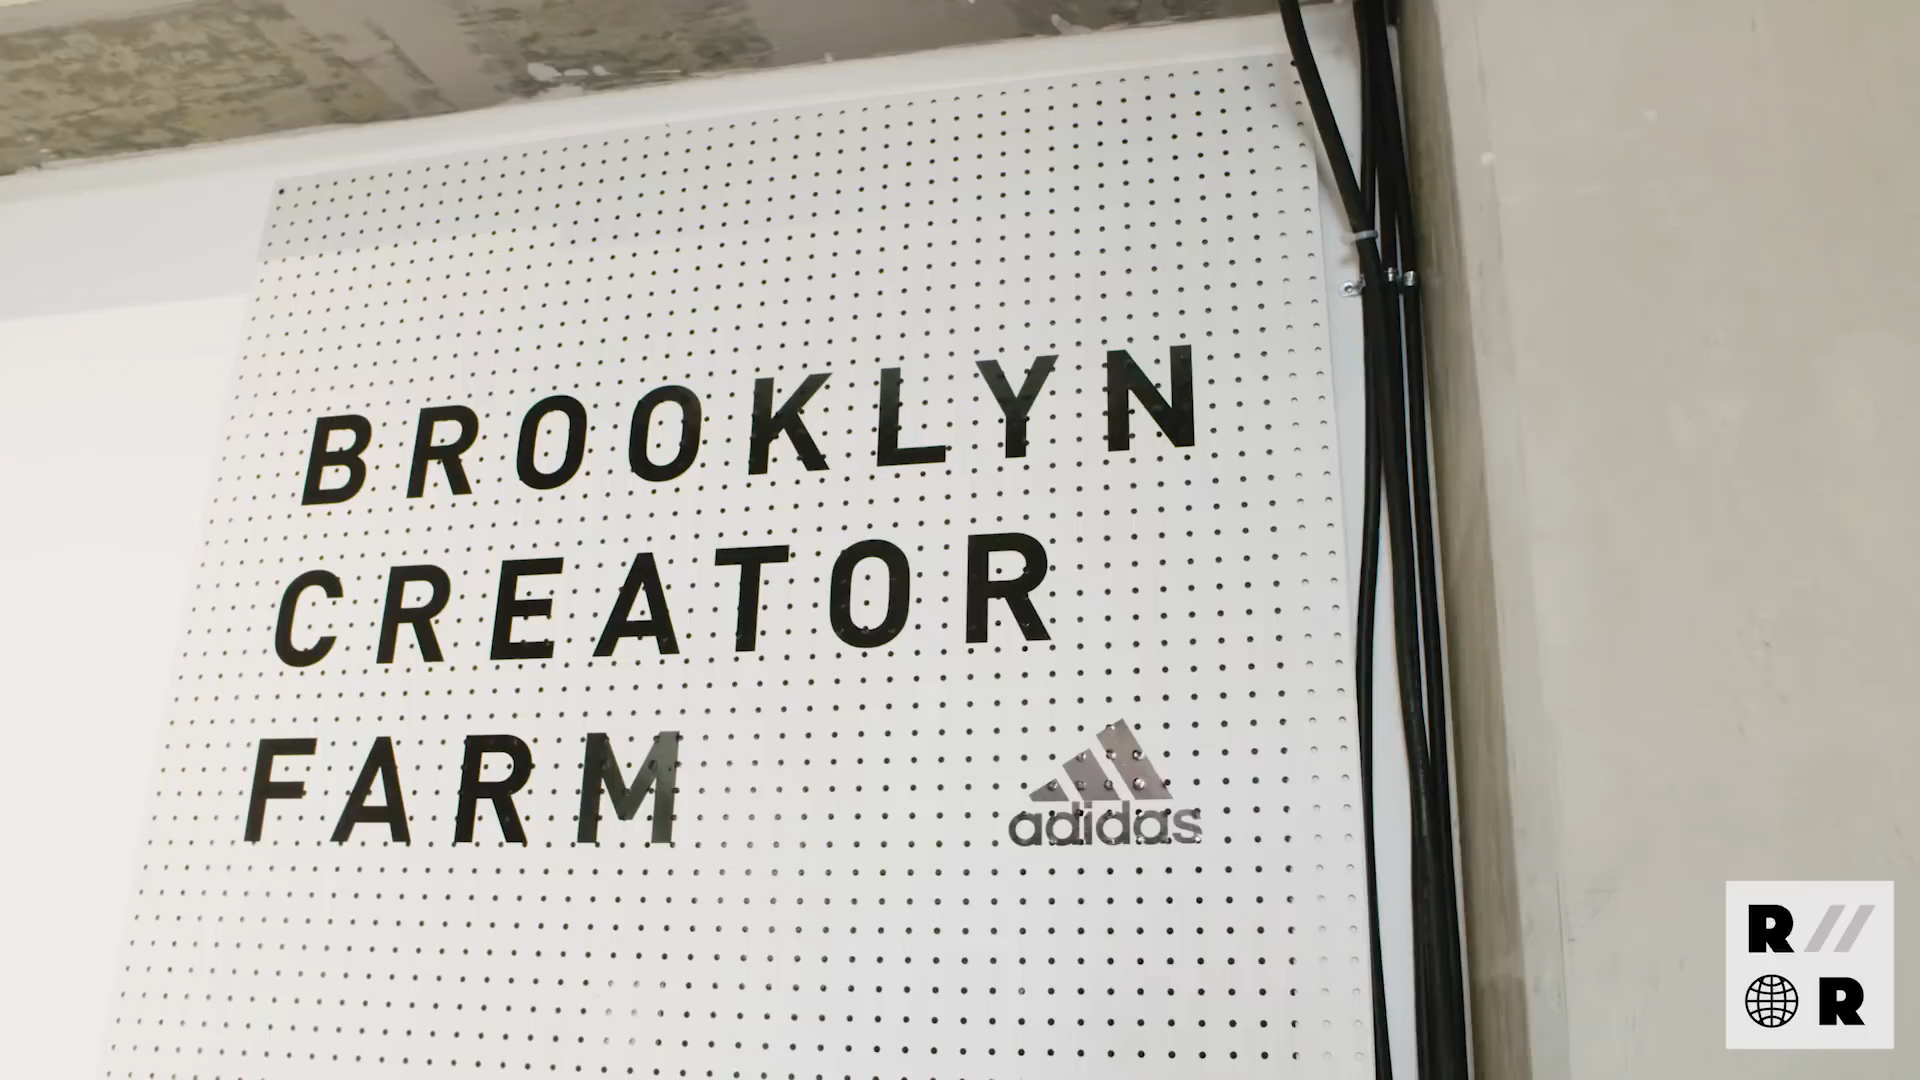 BROOKLYN
CREATOR
FARM
adidas
R //
R